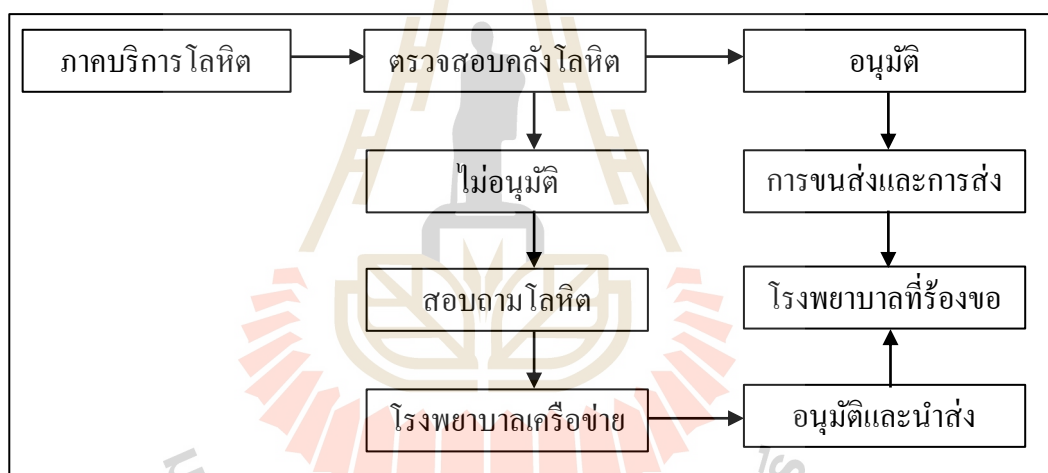 ภาคบริการโลหิต
ตรวจสอบคลังโลหิต
อนุมัติ
ไม่อนุมัติ
การขนส่งและการส่ง
สอบถามโลหิต
โรงพยาบาลที่ร้องขอ
โรงพยาบาลเครือข่าย
อนุมัติและนำส่ง